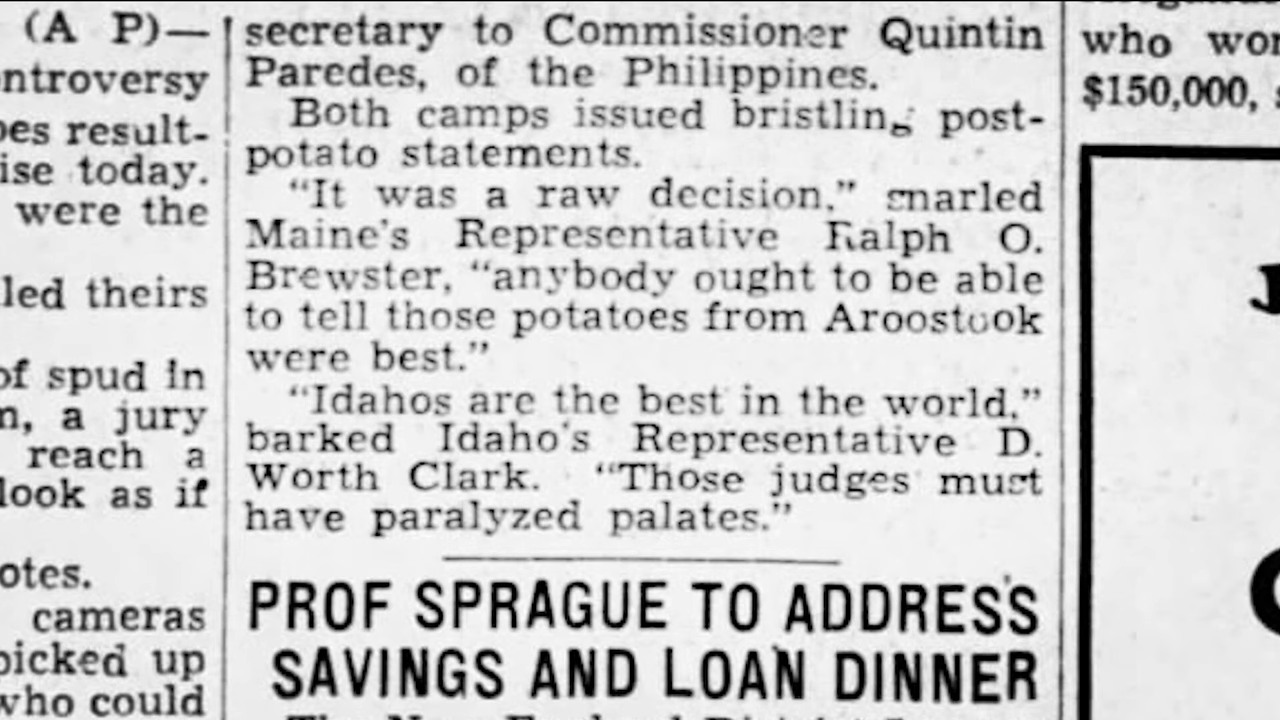 (A P)—
ntroversy
es result-
ise today.
were the
led theirs
of spud in
a jury
reach a
look as if
otes.
cameras
picked up
who could
secretary to Commissioner Quintin
Paredes, of the Philippines.
Both camps issued bristling post-
potato statements.
"It was a raw decision," snarled
Maine's Representative Ralph O.
Brewster, "anybody ought to be able
to tell those potatoes from Aroostook
were best."
"Idahos are the best in the world,"
barked Idaho's Representative D.
Worth Clark. "Those judges must
have paralyzed palates."
PROF SPRAGUE TO ADDRESS
SAVINGS AND LOAN DINNER
who
$150,000,